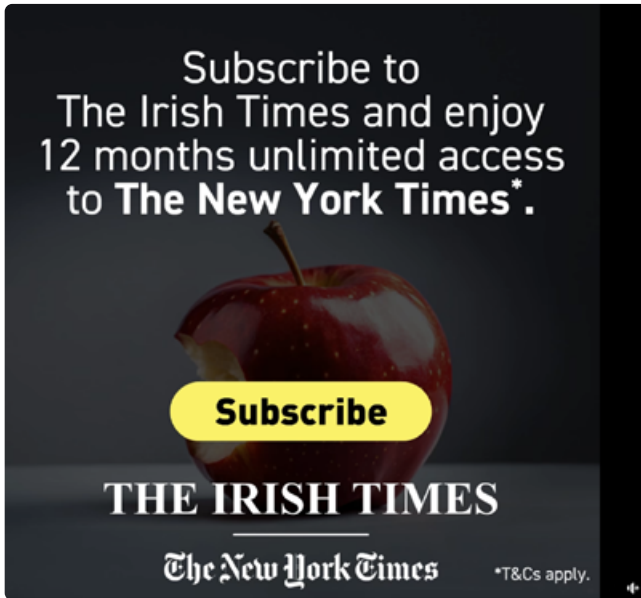 Subscribe to
The Irish Times and enjoy
12 months unlimited access
to The New York Times*.
Subscribe
THE IRISH TIMES
The New York Times
*T&Cs apply.